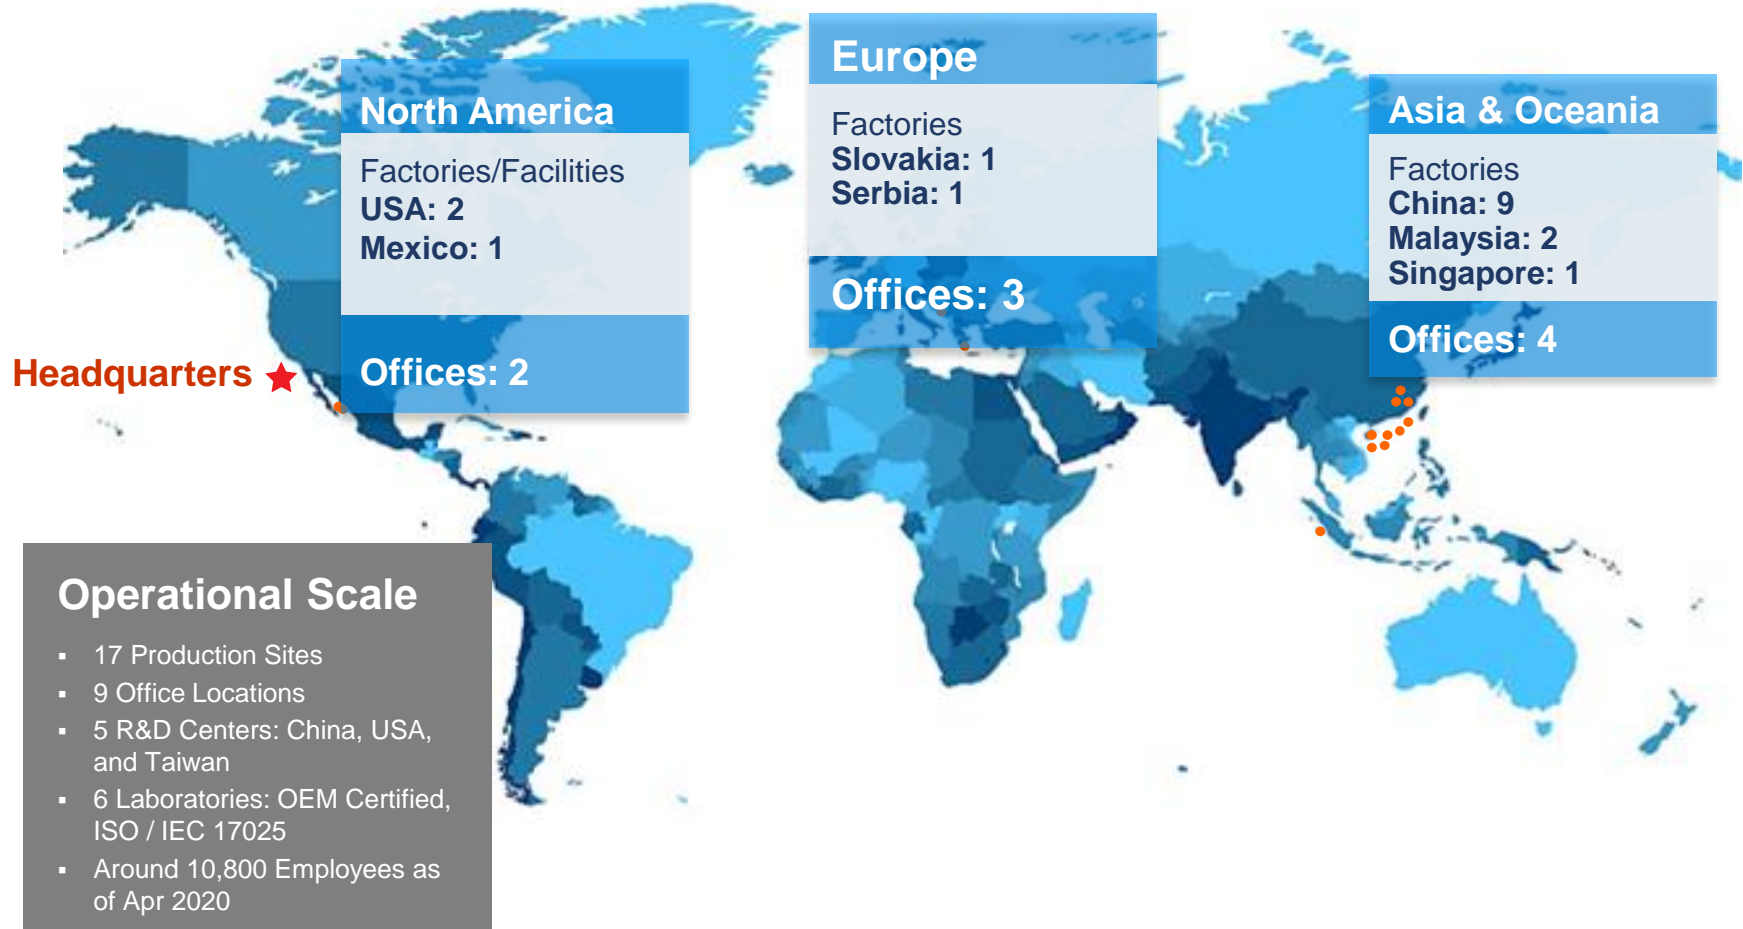 North America
Factories/Facilities
USA: 2
Mexico: 1
Offices: 2
Europe
Factories
Slovakia: 1
Serbia: 1
Offices: 3
Asia & Oceania
Factories
China: 9
Malaysia: 2
Singapore: 1
Offices: 4
Headquarters
Operational Scale
▪ 17 Production Sites
▪ 9 Office Locations
▪ 5 R&D Centers: China, USA,
and Taiwan
▪ 6 Laboratories: OEM Certified,
ISO / IEC 17025
▪ Around 10,800 Employees as
of Apr 2020